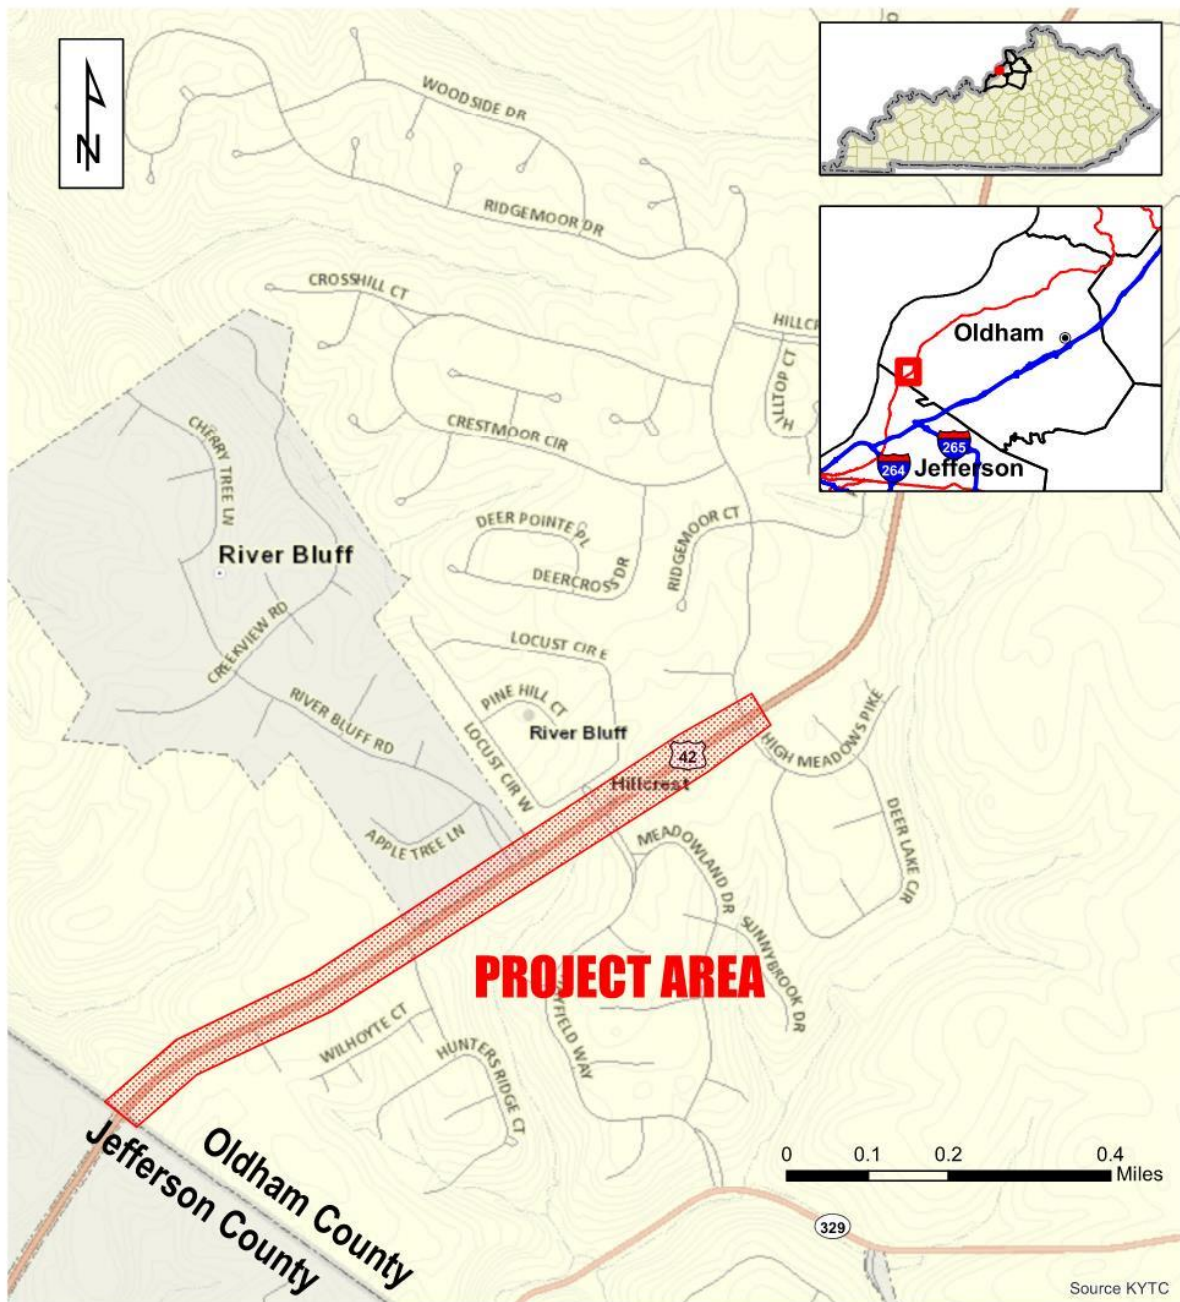 N
WOODSIDE DR
RIDGEMOOR DR
CROSSHILL CT
HILLCR
HILLTOP CT
Oldham
265
264
Jefferson
CHERRY TREE LN
CRESTMOOR CIR
DEER POINTE PL
DEERCROSS DR
RIDGEMOOR CT
River Bluff
CREEKVIEW RD
LOCUST CIR E
PINE HILL CT
River Bluff
RIVER BLUFF RD
LOCUST CIR W
42
Hillcrest
HIGH MEADOWS PIKE
APPLE TREE LN
MEADOWLAND DR
DEER LAKE CIR
SUNNYBROOK DR
PROJECT AREA
YFIELD WAY
WILHOYTE CT
HUNTERS RIDGE CT
Oldham County
Jefferson County
0 0.1 0.2 0.4
Miles
329
Source KYTC